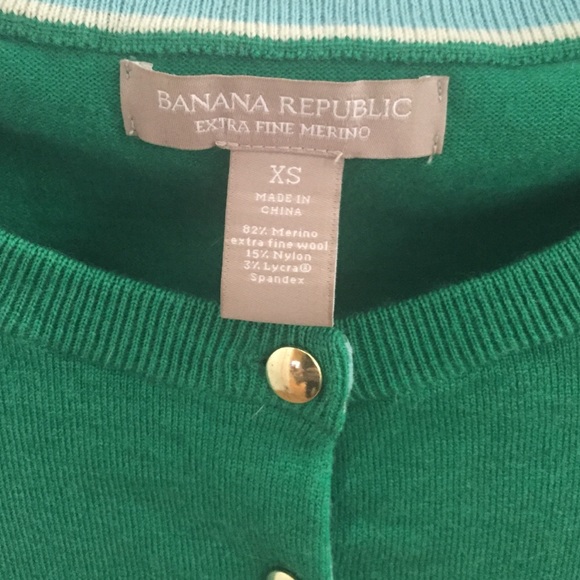 BANANA REPUBLIC
EXTRA FINE MERINO
XS
MADE IN
CHINA
82% Merino
extra fine wool
15% Nylon
3% Lycra®
Spandex